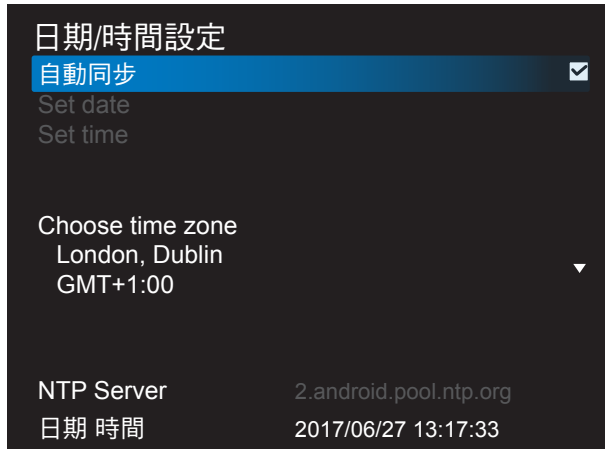 日期/時間設定
自動同步
Set date
Set time
Choose time zone
London, Dublin
GMT+1:00
NTP Server 2.android.pool.ntp.org
日期 時間 2017/06/27 13:17:33